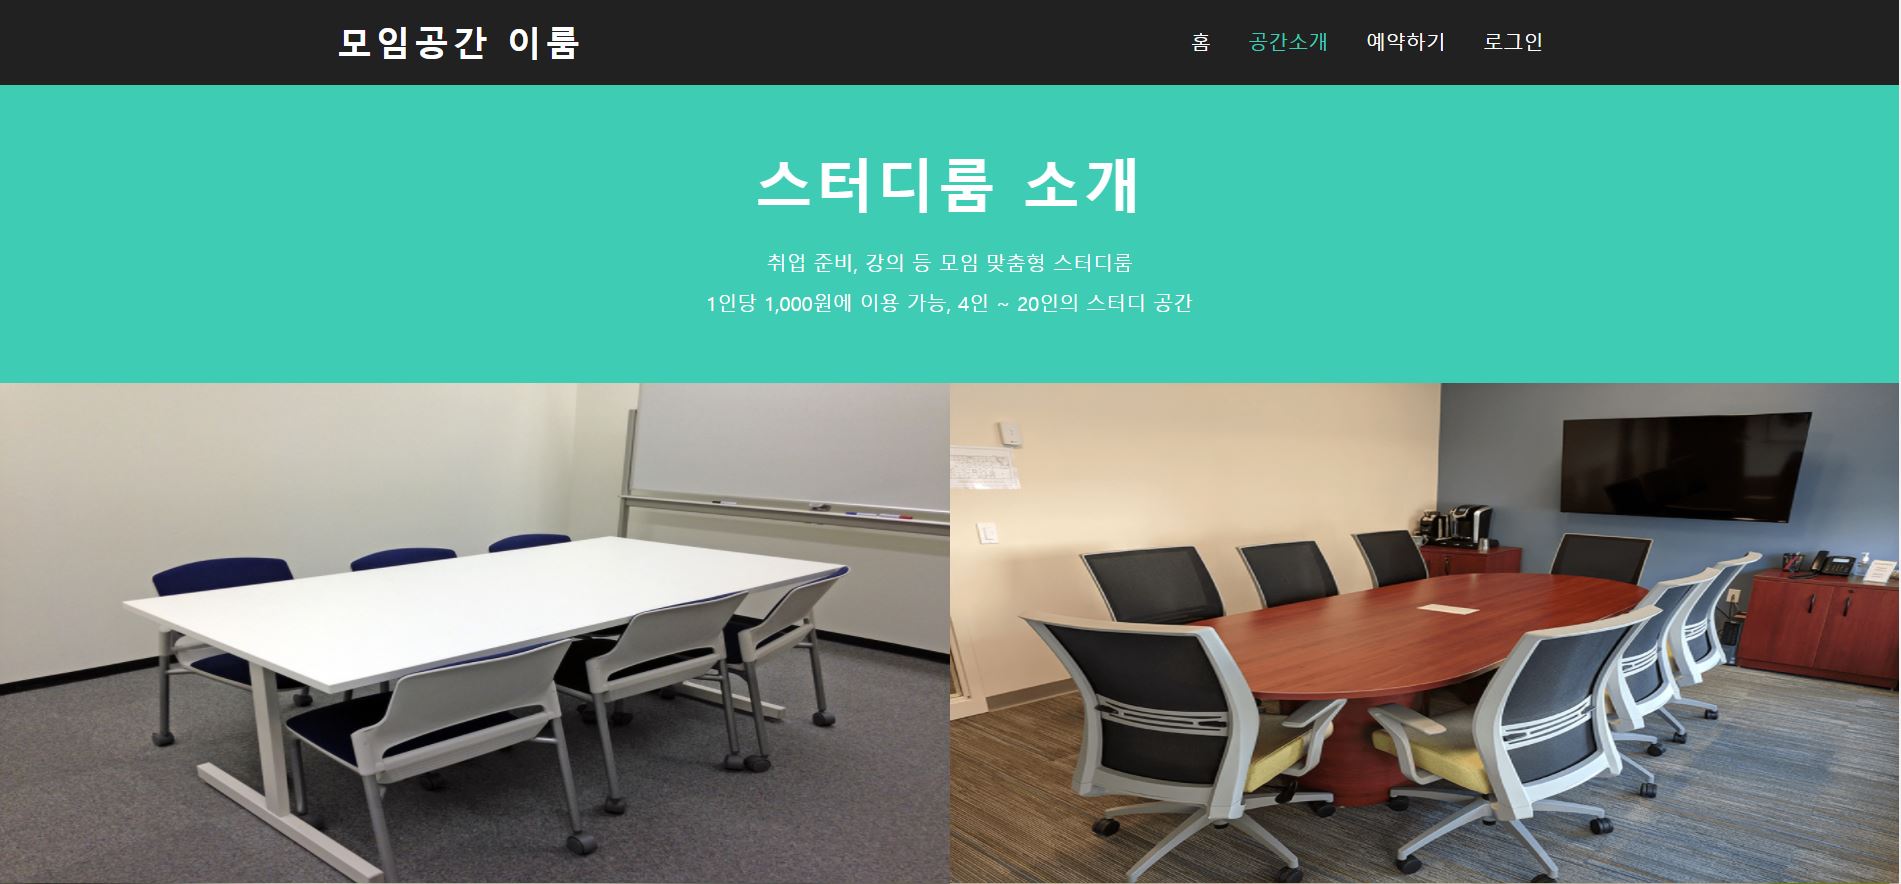 모임공간 이룸
홈 공간소개 예약하기 로그인
스터디룸 소개
취업 준비, 강의 등 모임 맞춤형 스터디룸
1인당 1,000원에 이용 가능, 4인 ~ 20인의 스터디 공간